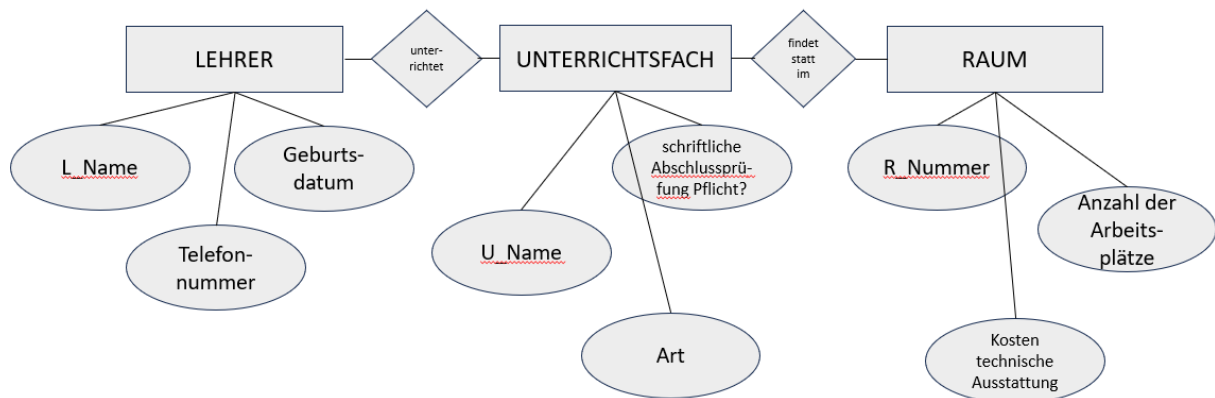 LEHRER
unter-
richtet
UNTERRICHTSFACH
findet
statt
im
RAUM
L_Name
Geburts-
datum
Telefon-
nummer
schriftliche
Abschlussprü-
fung Pflicht?
U_Name
Art
R_Nummer
Anzahl der
Arbeits-
plätze
Kosten
technische
Ausstattung